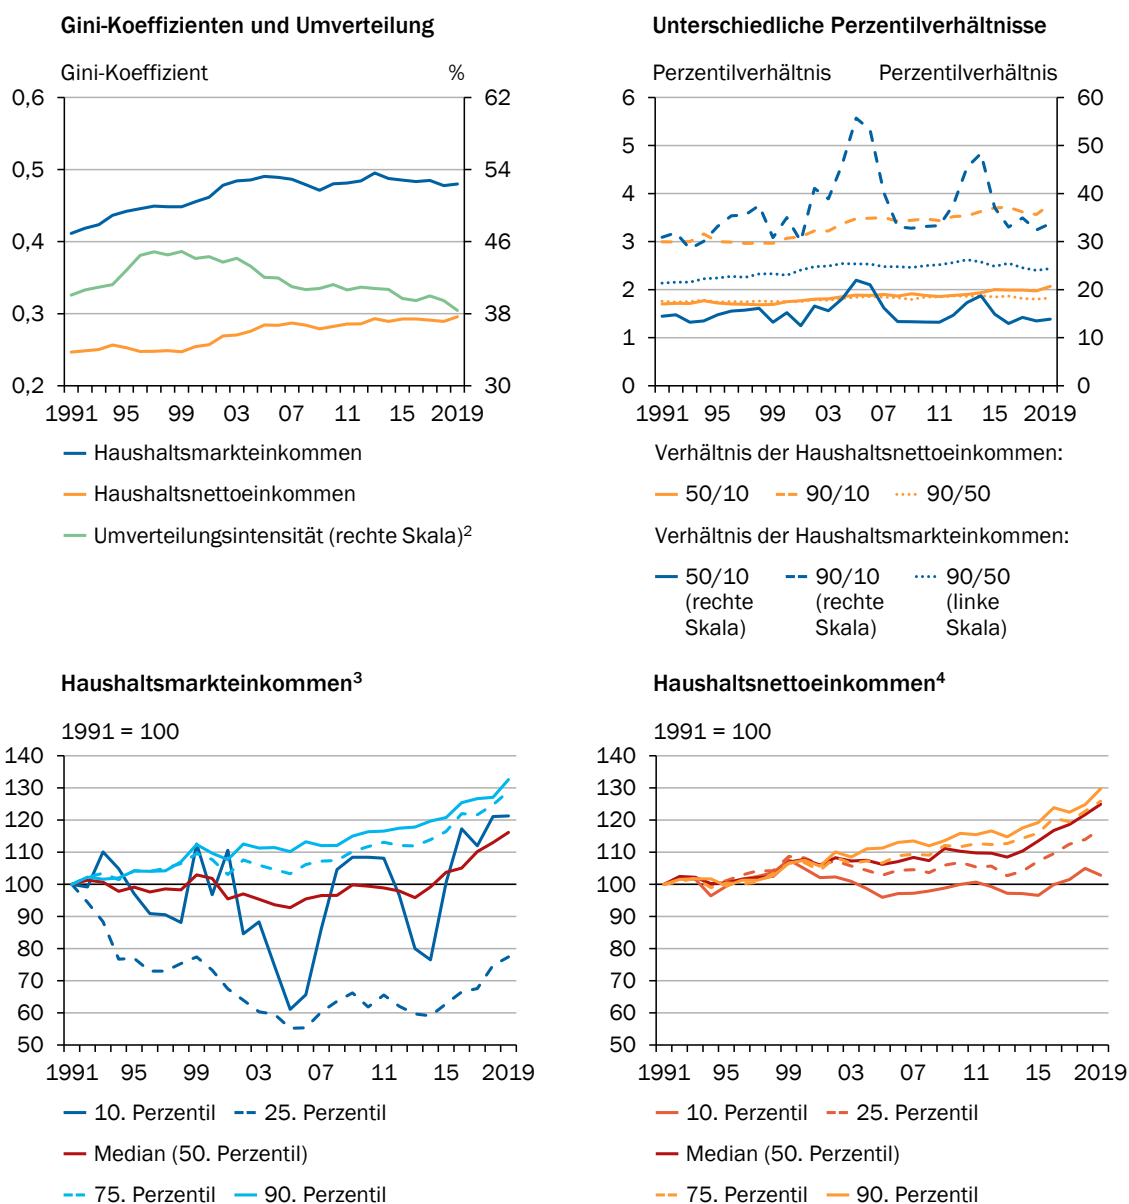 Gini-Koeffizienten und Umverteilung
Gini-Koeffizient %
0,6 62
0,5 54
0,4 46
0,3 38
0,2 30
1991 95 99 03 07 11 15 2019
Haushaltsmarkteinkommen
Haushaltsnettoeinkommen
Umverteilungsintensität (rechte Skala)²
Unterschiedliche Perzentilverhältnisse
Perzentilverhältnis Perzentilverhältnis
6 60
5 50
4 40
3 30
2 20
1 10
0 0
1991 95 99 03 07 11 15 2019
Verhältnis der Haushaltsnettoeinkommen:
50/10 90/10 90/50
Verhältnis der Haushaltsmarkteinkommen:
50/10 90/10 90/50
(rechte (rechte (linke
Skala) Skala) Skala)
Haushaltsmarkteinkommen³
1991 = 100
140
130
120
110
100
90
80
70
60
50
1991 95 99 03 07 11 15 2019
10. Perzentil 25. Perzentil
Median (50. Perzentil)
75. Perzentil 90. Perzentil
Haushaltsnettoeinkommen⁴
1991 = 100
140
130
120
110
100
90
80
70
60
50
1991 95 99 03 07 11 15 2019
10. Perzentil 25. Perzentil
Median (50. Perzentil)
75. Perzentil 90. Perzentil